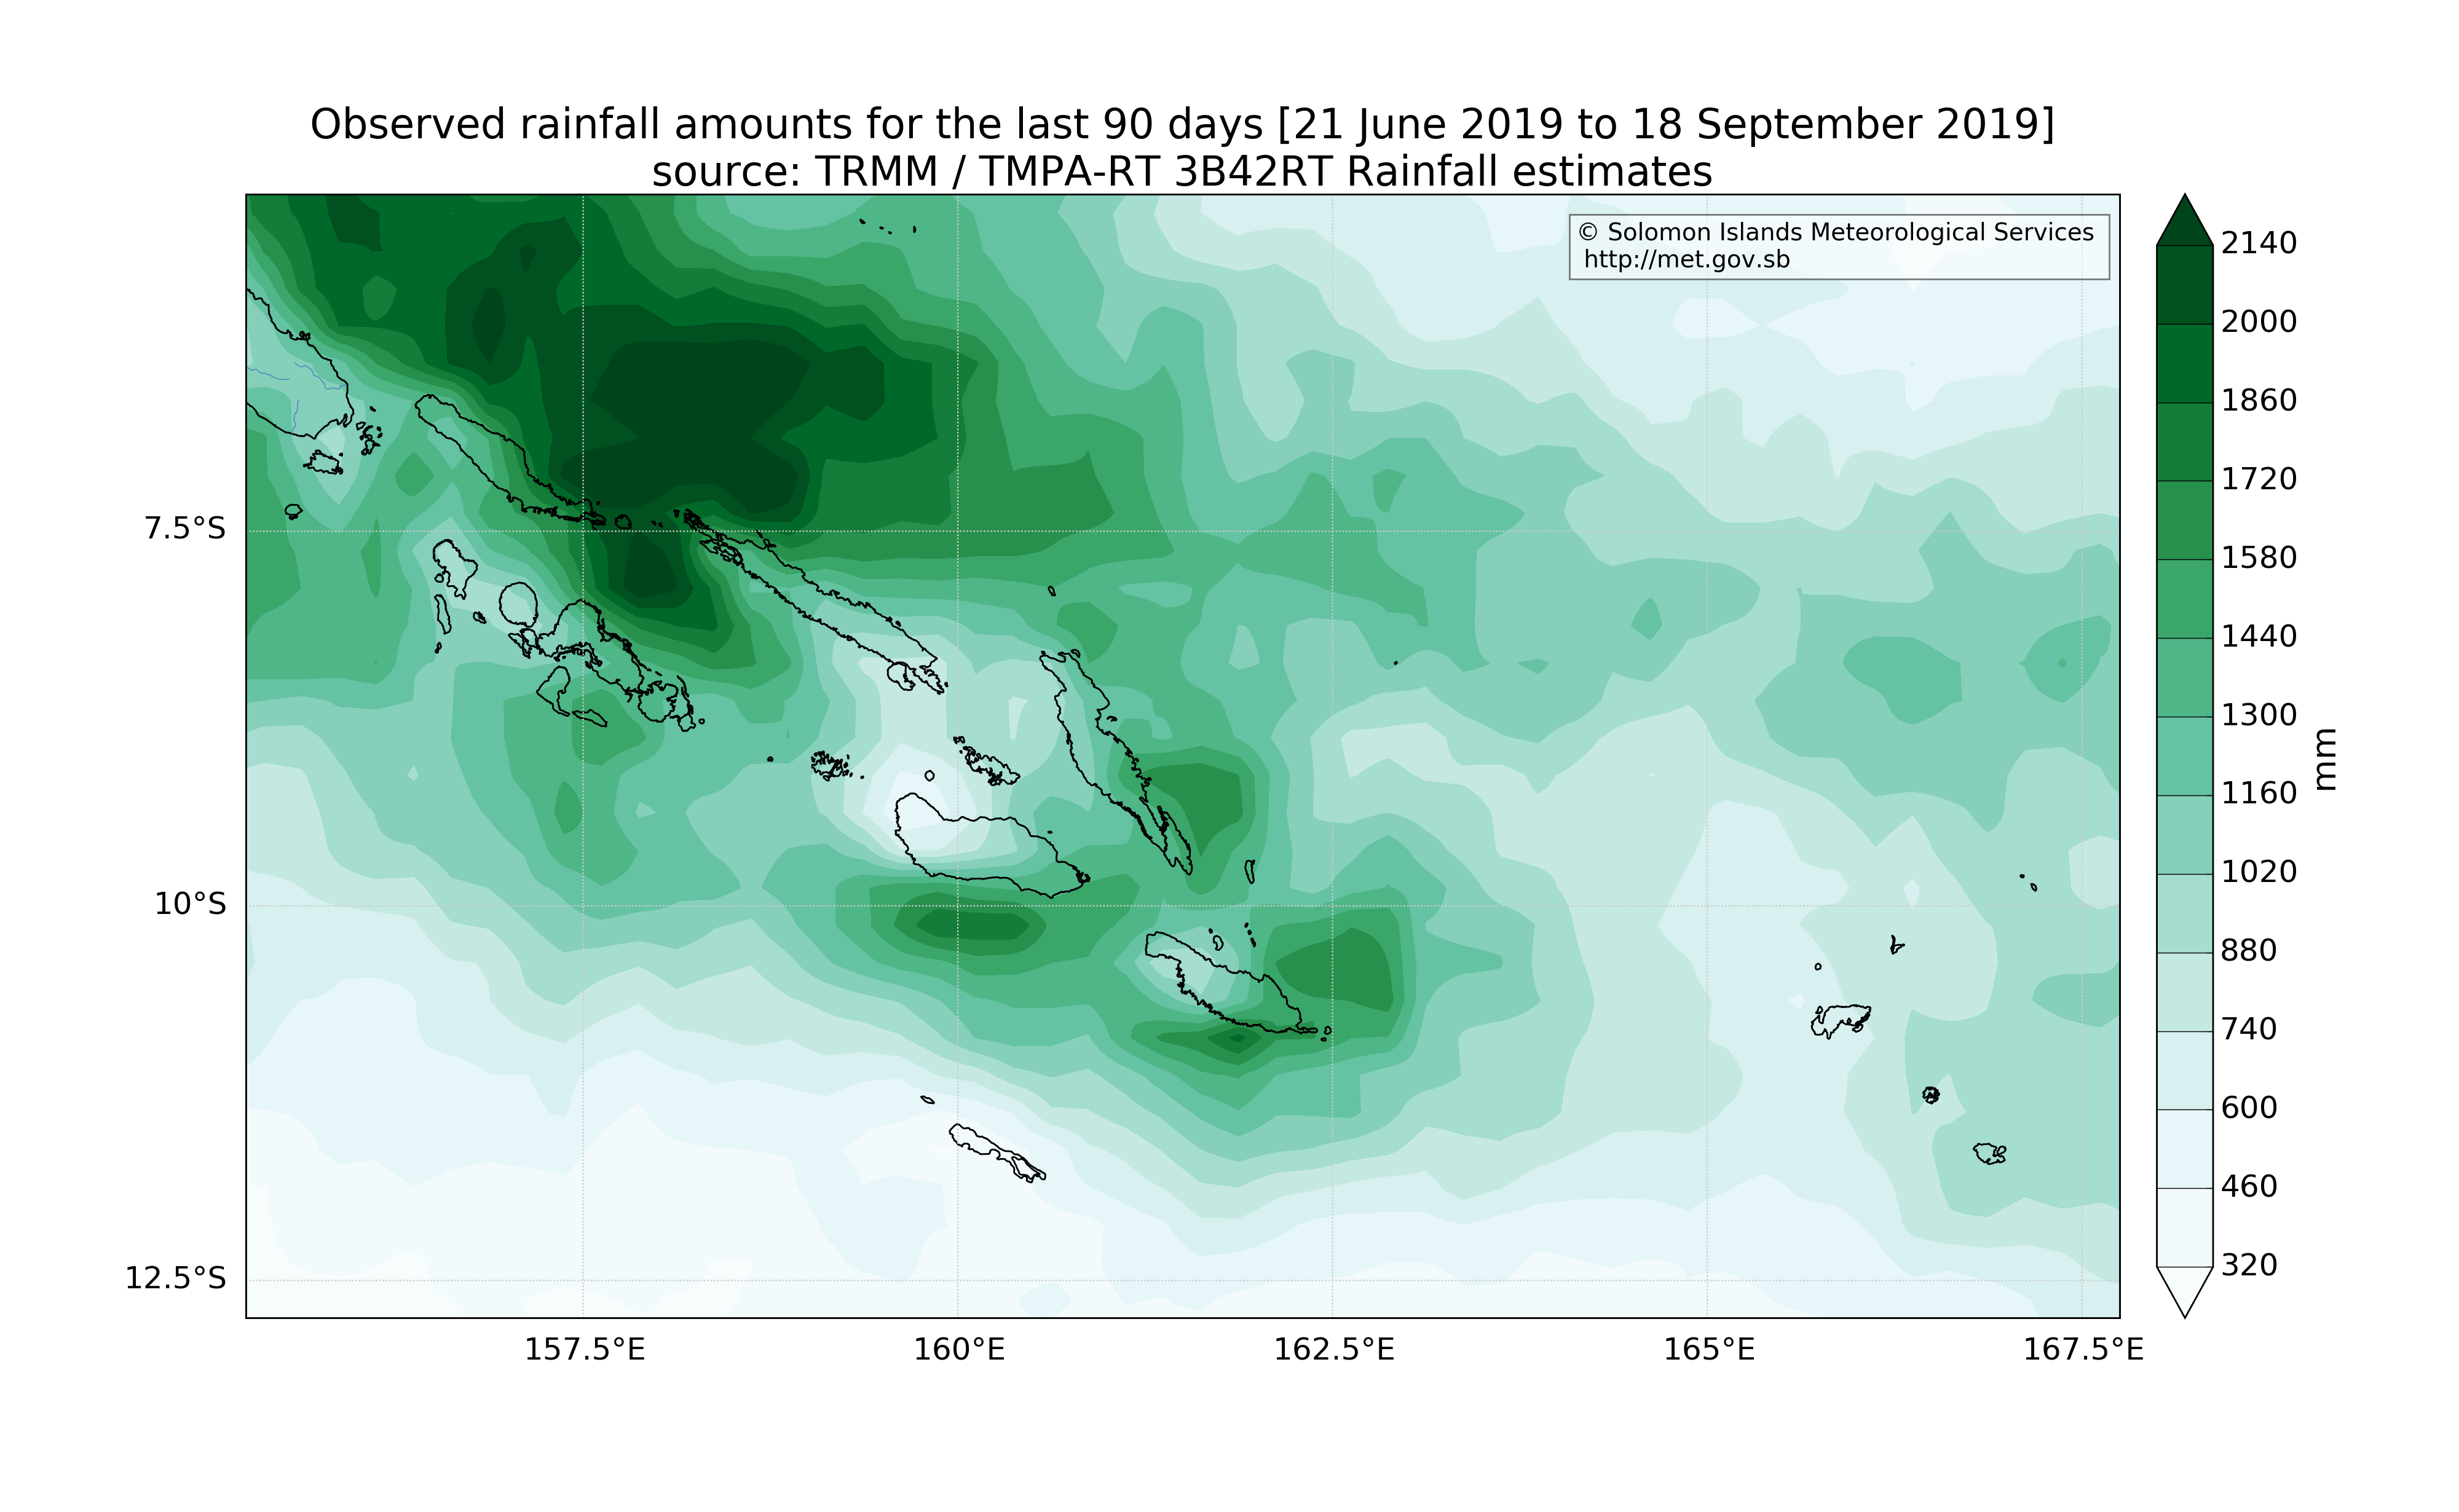 Observed rainfall amounts for the last 90 days [21 June 2019 to 18 September 2019]
source: TRMM / TMPA-RT 3B42RT Rainfall estimates
© Solomon Islands Meteorological Services
http://met.gov.sb
7.5°S
10°S
12.5°S
157.5°E
160°E
162.5°E
165°E
167.5°E
2140
2000
1860
1720
1580
1440
1300
1160
1020
880
740
600
460
320
mm